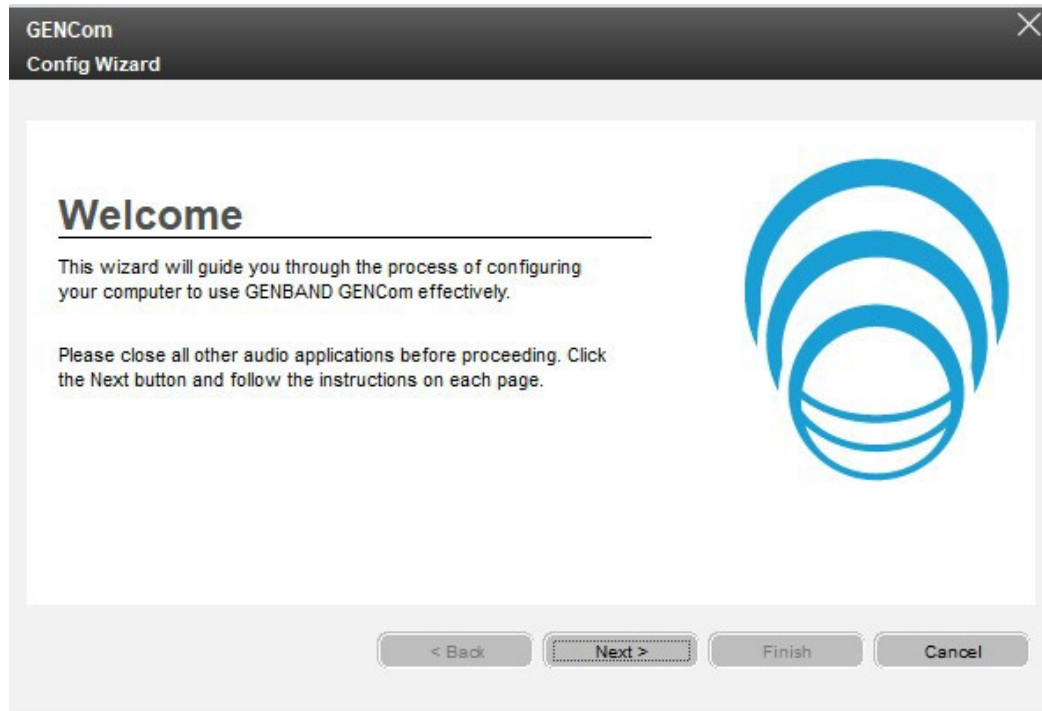 GENCom
Config Wizard
Welcome
This wizard will guide you through the process of configuring
your computer to use GENBAND GENCom effectively.
Please close all other audio applications before proceeding. Click
the Next button and follow the instructions on each page.
< Back Next > Finish Cancel